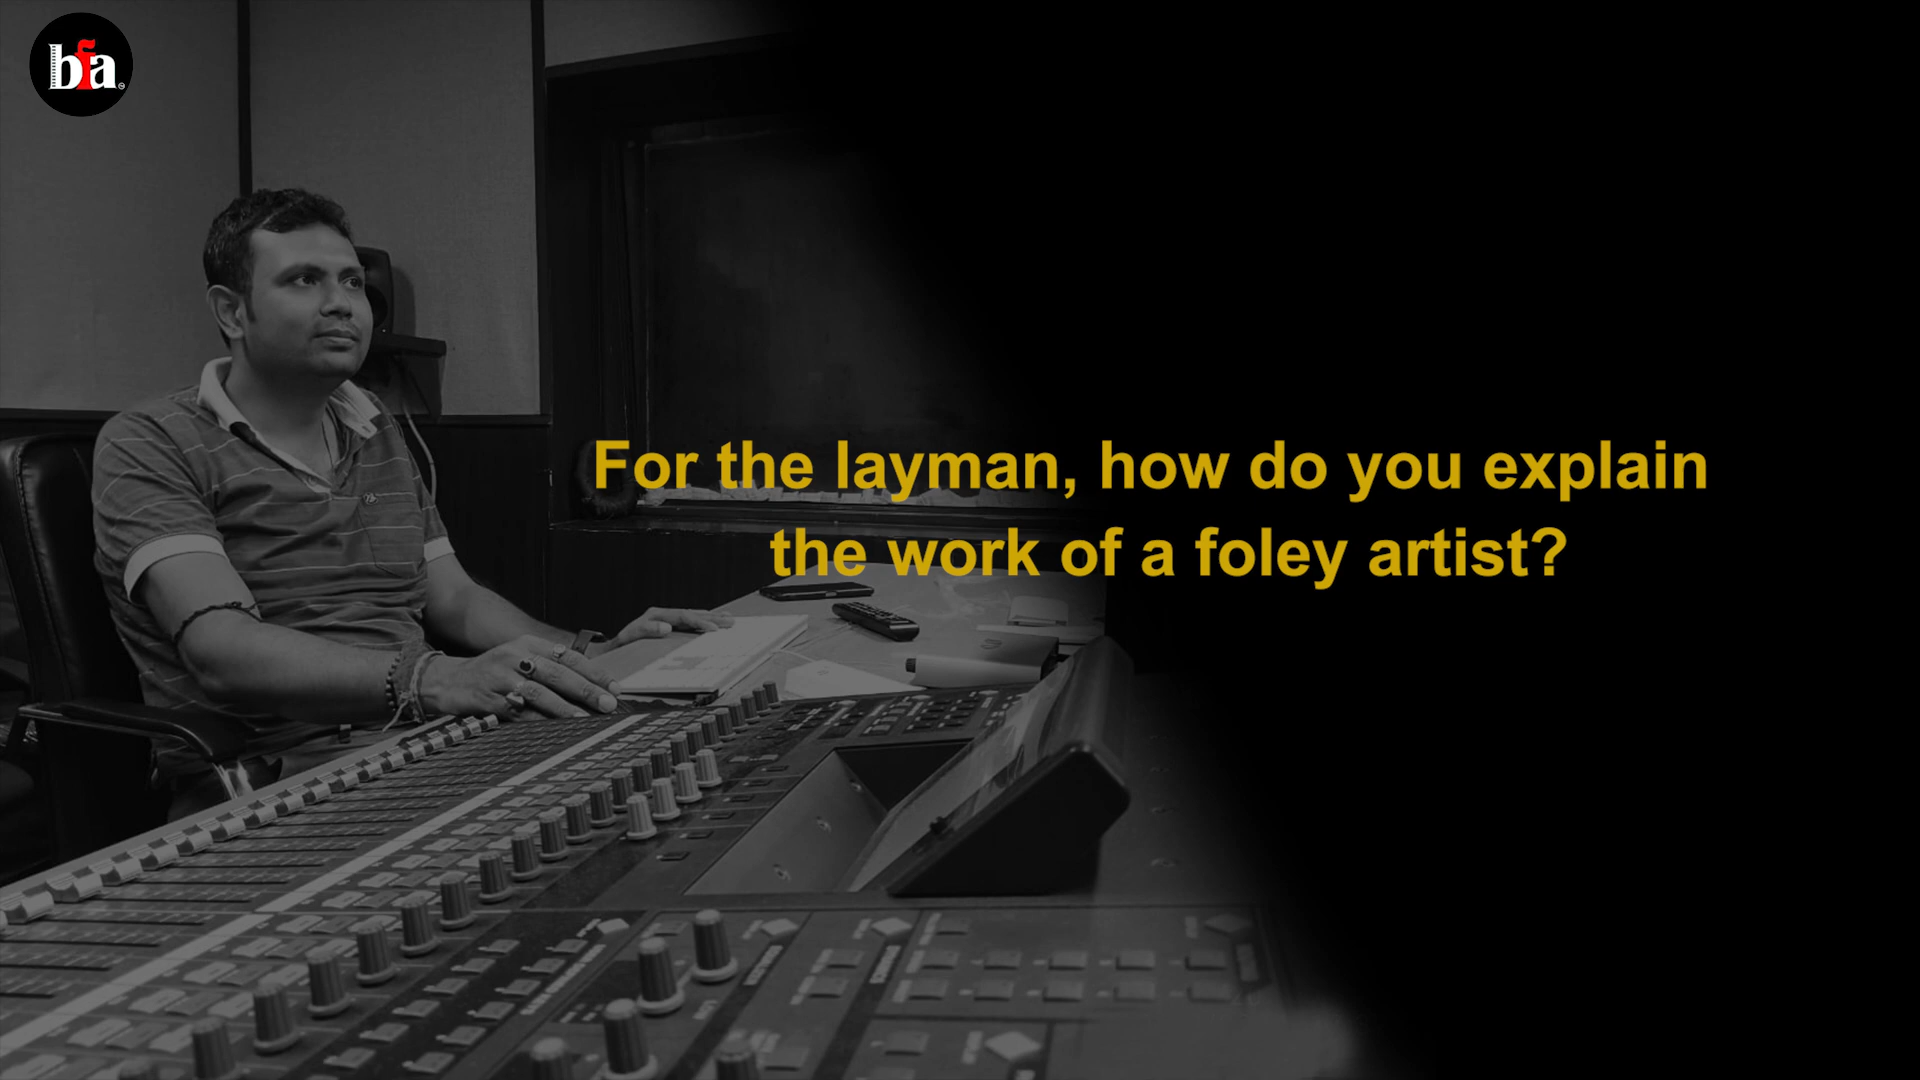 bfa
For the layman, how do you explain
the work of a foley artist?